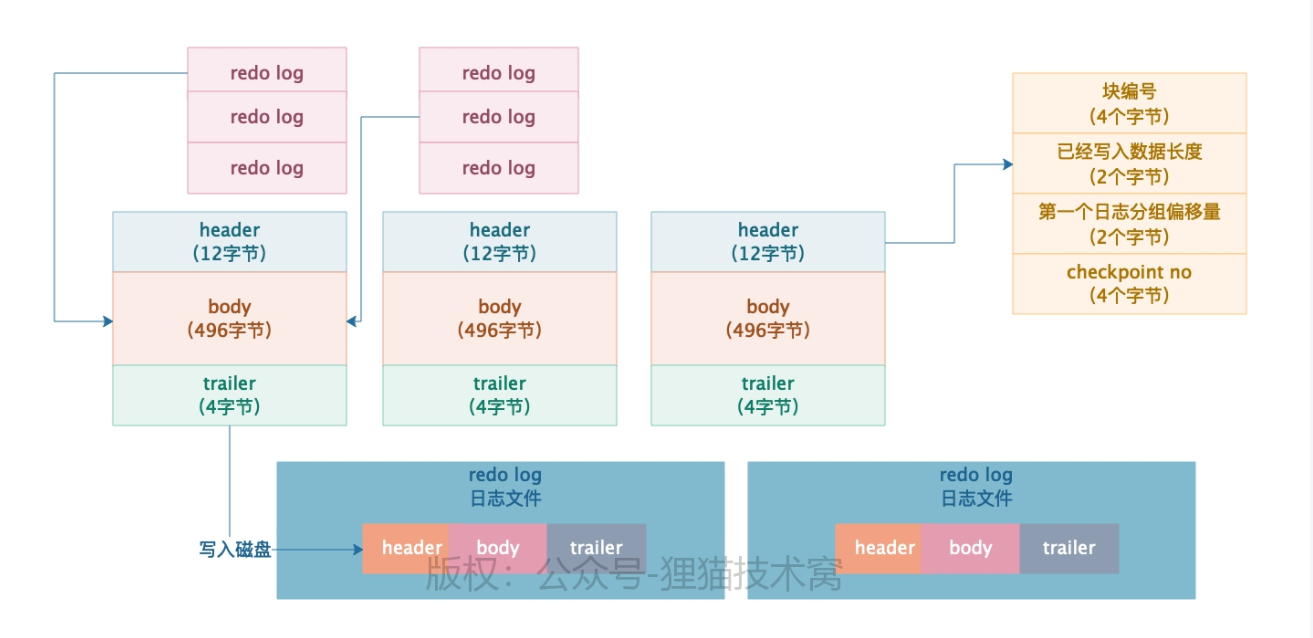 redo log
redo log
redo log
redo log
redo log
redo log
header
(12字节)
body
(496字节)
trailer
(4字节)
header
(12字节)
body
(496字节)
trailer
(4字节)
header
(12字节)
body
(496字节)
trailer
(4字节)
块编号
(4个字节)
已经写入数据长度
(2个字节)
第一个日志分组偏移量
(2个字节)
checkpoint no
(4个字节)
写入磁盘
redo log
日志文件
header body trailer
redo log
日志文件
header body trailer
版权：公众号-狸猫技术窝